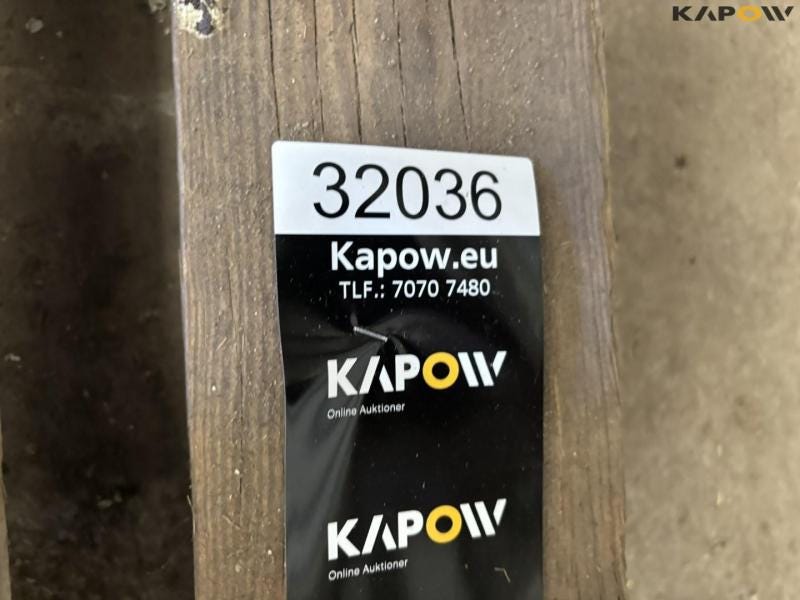 KAPOW
32036
Kapow.eu
TLF.: 7070 7480
KAPOW
Online Auktioner
KAPOW
Online Auktioner